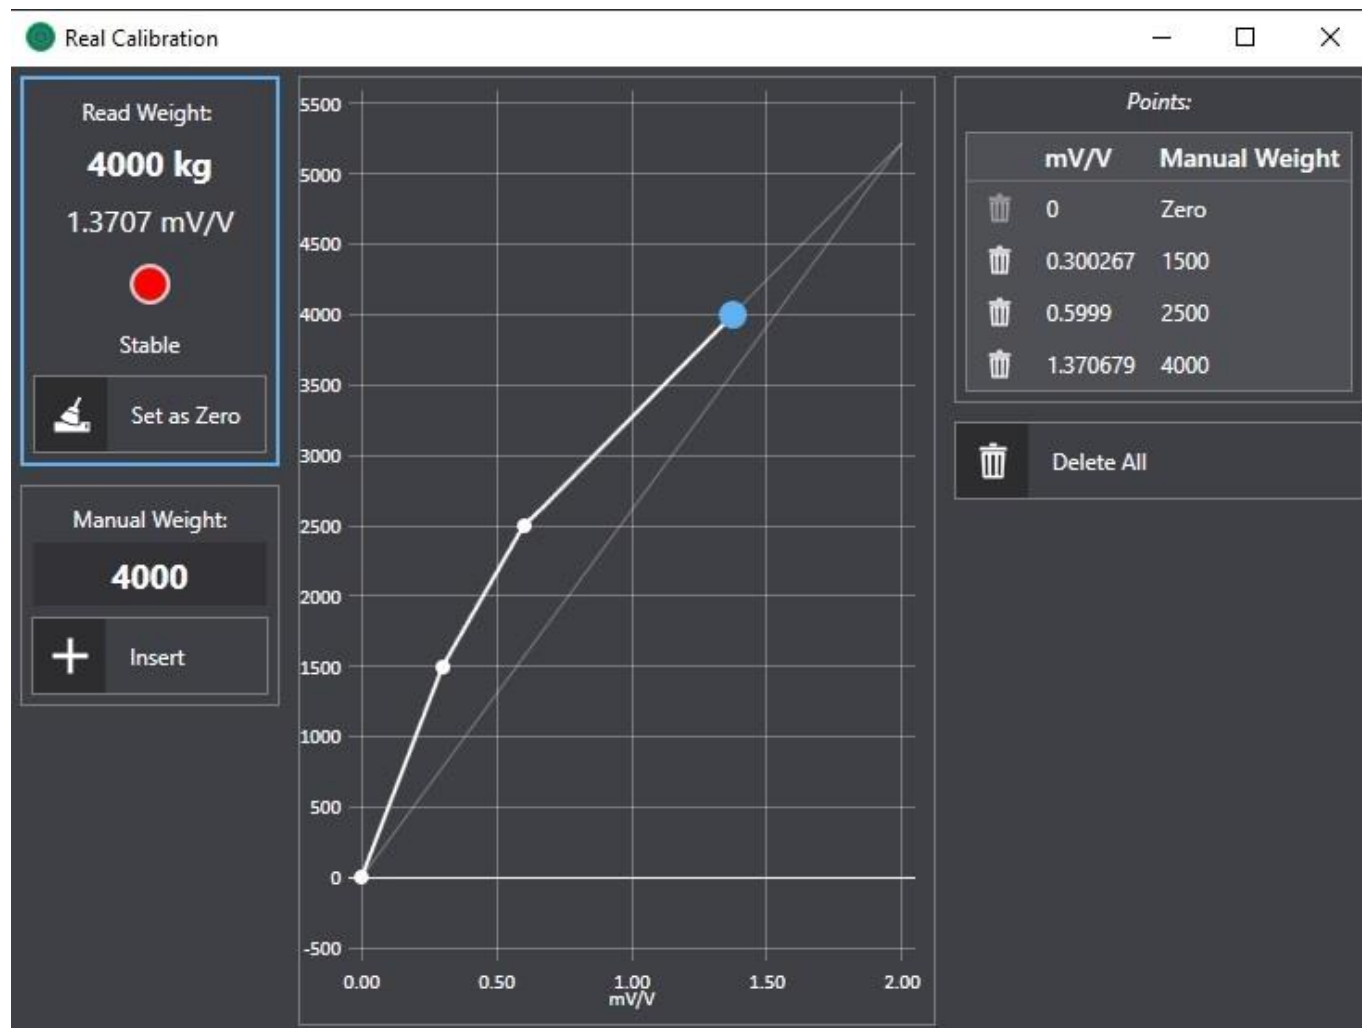 Real Calibration
Read Weight:
4000 kg
1.3707 mV/V
Stable
Set as Zero
Manual Weight:
4000
Insert
5500
5000
4500
4000
3500
3000
2500
2000
1500
1000
500
0
-500
0.00 0.50 1.00 1.50 2.00
mV/V
Points:
mV/V Manual Weight
0 Zero
0.300267 1500
0.5999 2500
1.370679 4000
Delete All